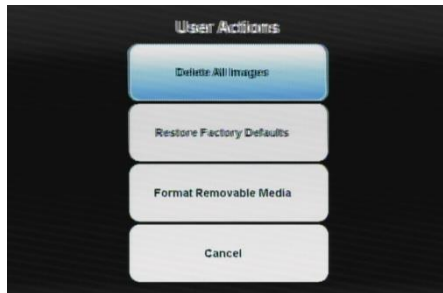 User Actions
Delete All Images
Restore Factory Defaults
Format Removable Media
Cancel